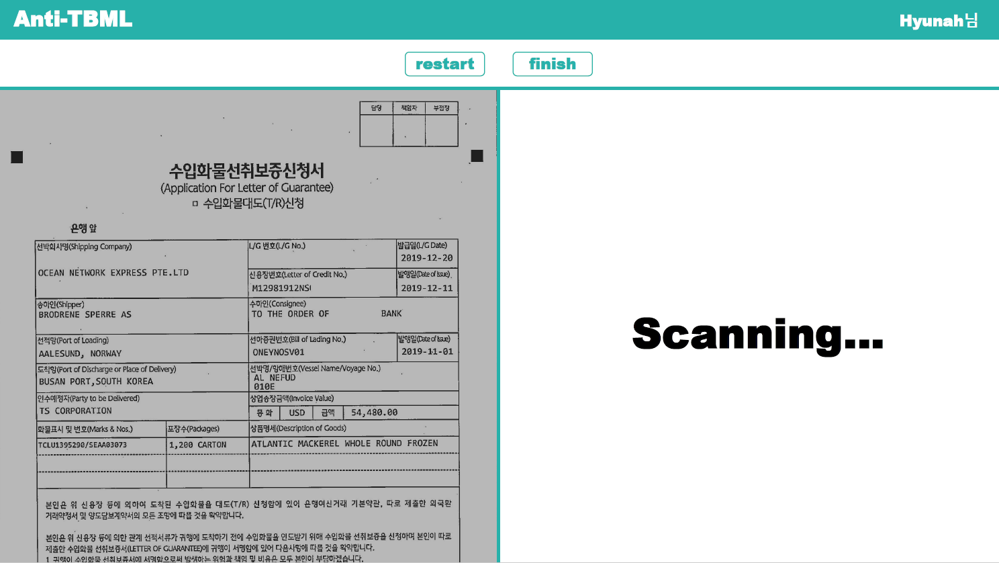 Anti-TBML
Hyunah님
restart
finish
담당 책임자 부점장
수입화물선취보증신청서
(Application For Letter of Guarantee)
□ 수입화물대도(T/R)신청
은행 앞
선박회사명(Shipping Company)
OCEAN NETWORK EXPRESS PTE.LTD
L/G 번호(L/G No.)
발급일(L/G Date)
2019-12-20
신용장번호(Letter of Credit No.)
M12981912NS
발행일(Date of Issue)
2019-12-11
송하인(Shipper)
BRODRENE SPERRE AS
수하인(Consignee)
TO THE ORDER OF BANK
선적항(Port of Loading)
AALESUND, NORWAY
선하증권번호(Bill of Lading No.)
ONEYNOSV01
발행일(Date of Issue)
2019-11-01
도착항(Port of Discharge or Place of Delivery)
BUSAN PORT,SOUTH KOREA
선박명/항해번호(Vessel Name/Voyage No.)
AL NEFUD
010E
인수예정자(Party to be Delivered)
TS CORPORATION
상업송장금액(Invoice Value)
통화 USD 금액 54,480.00
화물표시 및 번호(Marks & Nos.)
포장수(Packages)
상품명세(Description of Goods)
TCLU1395290/SEAA03073
1,200 CARTON
ATLANTIC MACKEREL WHOLE ROUND FROZEN
본인은 위 신용장 등에 의하여 도착된 수입화물을 대도(T/R) 신청함에 있어 은행여신거래 기본약관, 따로 제출한 외국환
거래약정서 및 양도담보계약서의 모든 조항에 따를 것을 확약합니다.
본인은 위 신용장 등에 의한 관계 선적서류가 귀행에 도착하기 전에 수입화물을 인도받기 위해 수입화물 선취보증을 신청하며 본인이 따로
제출한 수입화물 선취보증서(LETTER OF GUARANTEE)에 귀행이 서명함에 있어 다음사항에 따를 것을 확약합니다.
1. 귀행이 수입화물 선취보증서에 서명함으로써 발생하는 위험과 책임 및 비용은 모두 본인이 부담하겠습니다.
Scanning...